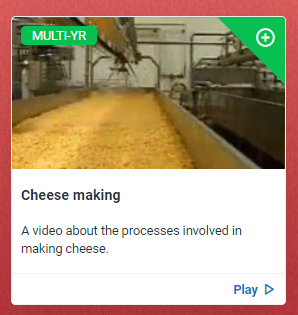 MULTI-YR
Cheese making
A video about the processes involved in
making cheese.
Play